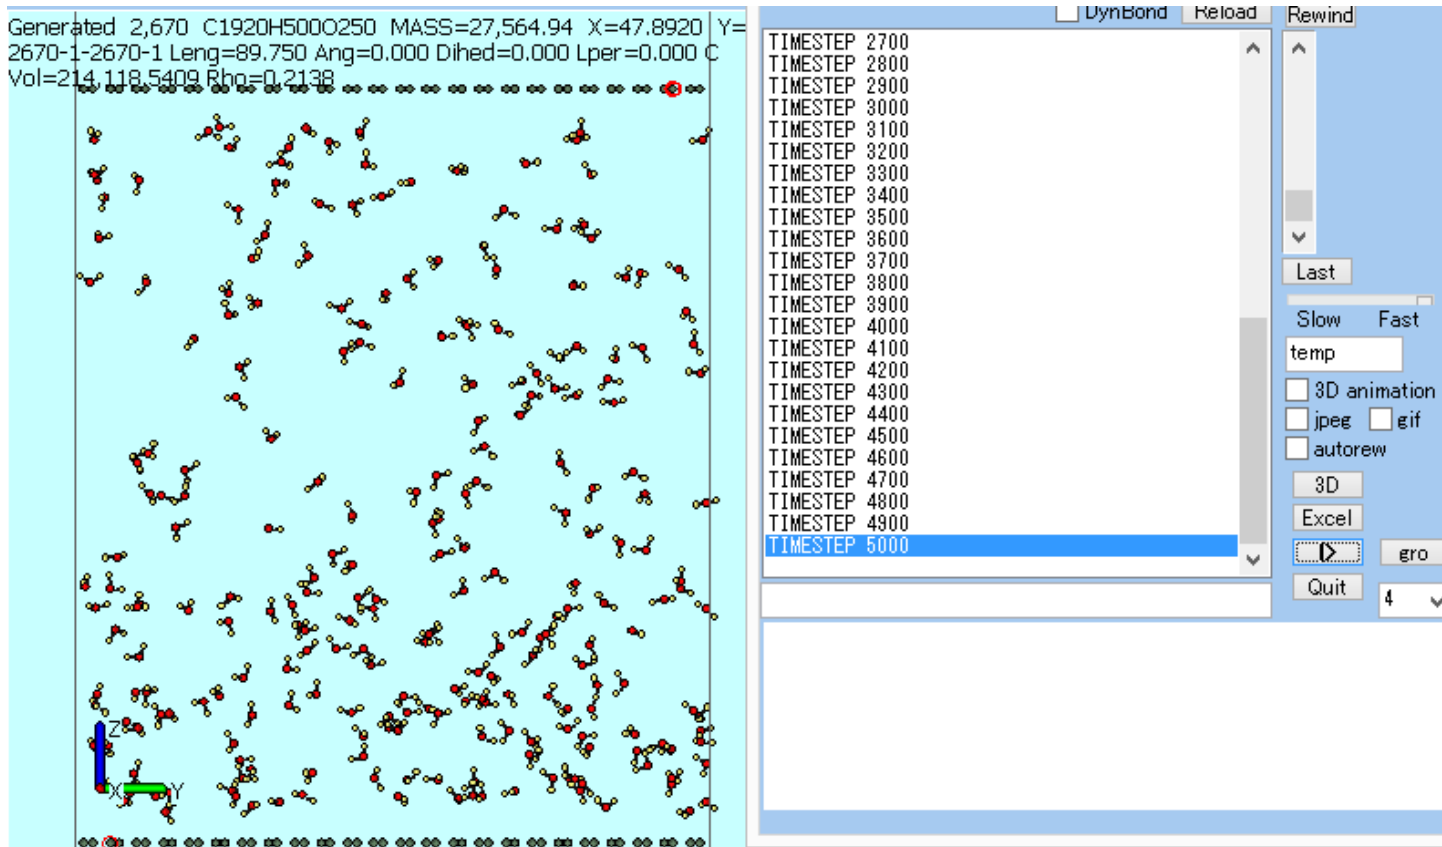 Generated 2,670 C1920H500O250 MASS=27,564.94 X=47.8920 Y=
2670-1-2670-1 Leng=89.750 Ang=0.000 Dihed=0.000 Lper=0.000 C
Vol=214,118.5409 Rho=0.2138
Z
X
Y
DynBond
Reload
Rewind
TIMESTEP 2700
TIMESTEP 2800
TIMESTEP 2900
TIMESTEP 3000
TIMESTEP 3100
TIMESTEP 3200
TIMESTEP 3300
TIMESTEP 3400
TIMESTEP 3500
TIMESTEP 3600
TIMESTEP 3700
TIMESTEP 3800
TIMESTEP 3900
TIMESTEP 4000
TIMESTEP 4100
TIMESTEP 4200
TIMESTEP 4300
TIMESTEP 4400
TIMESTEP 4500
TIMESTEP 4600
TIMESTEP 4700
TIMESTEP 4800
TIMESTEP 4900
TIMESTEP 5000
Last
Slow Fast
temp
3D animation
jpeg gif
autorew
3D
Excel
gro
Quit
4